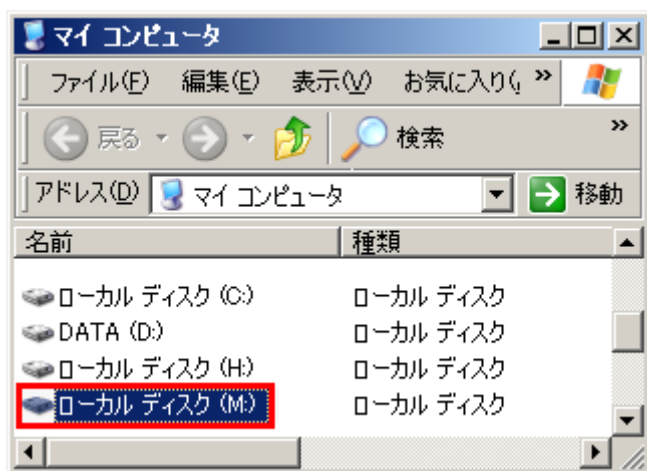 マイ コンピュータ
ファイル(F) 編集(E) 表示(V) お気に入り( »
戻る 検索 »
アドレス(D) マイ コンピュータ 移動
名前 種類
ローカル ディスク (C:) ローカル ディスク
DATA (D:) ローカル ディスク
ローカル ディスク (H:) ローカル ディスク
ローカル ディスク (M:) ローカル ディスク